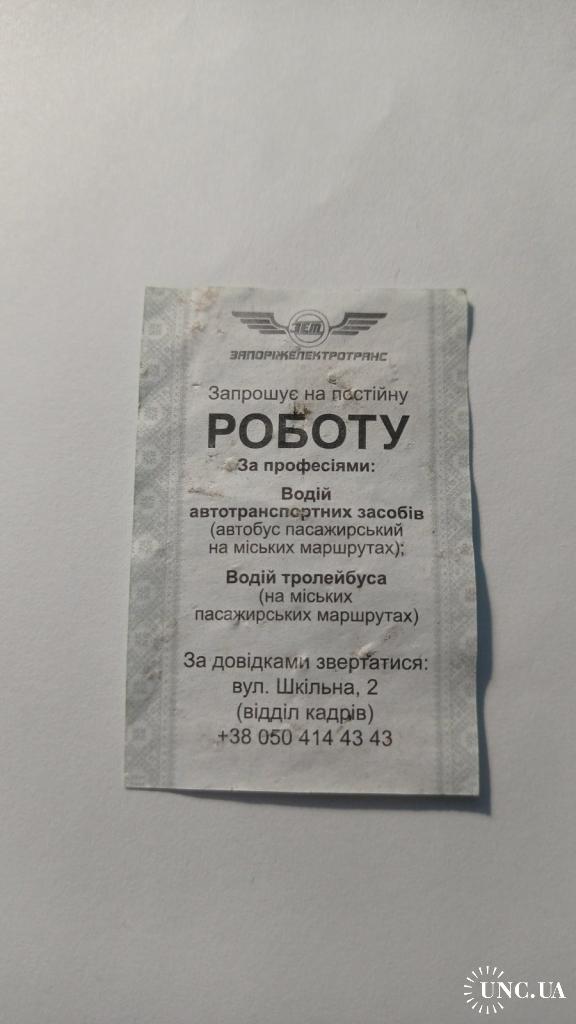 ЗЕТ
ЗАПОРІЖЕЛЕКТРОТРАНС
Запрошує на постійну
РОБОТУ
За професіями:
Водій
автотранспортних засобів
(автобус пасажирський
на міських маршрутах);
Водій тролейбуса
(на міських
пасажирських маршрутах)
За довідками звертатися:
вул. Шкільна, 2
(відділ кадрів)
+38 050 414 43 43
UNC.UA